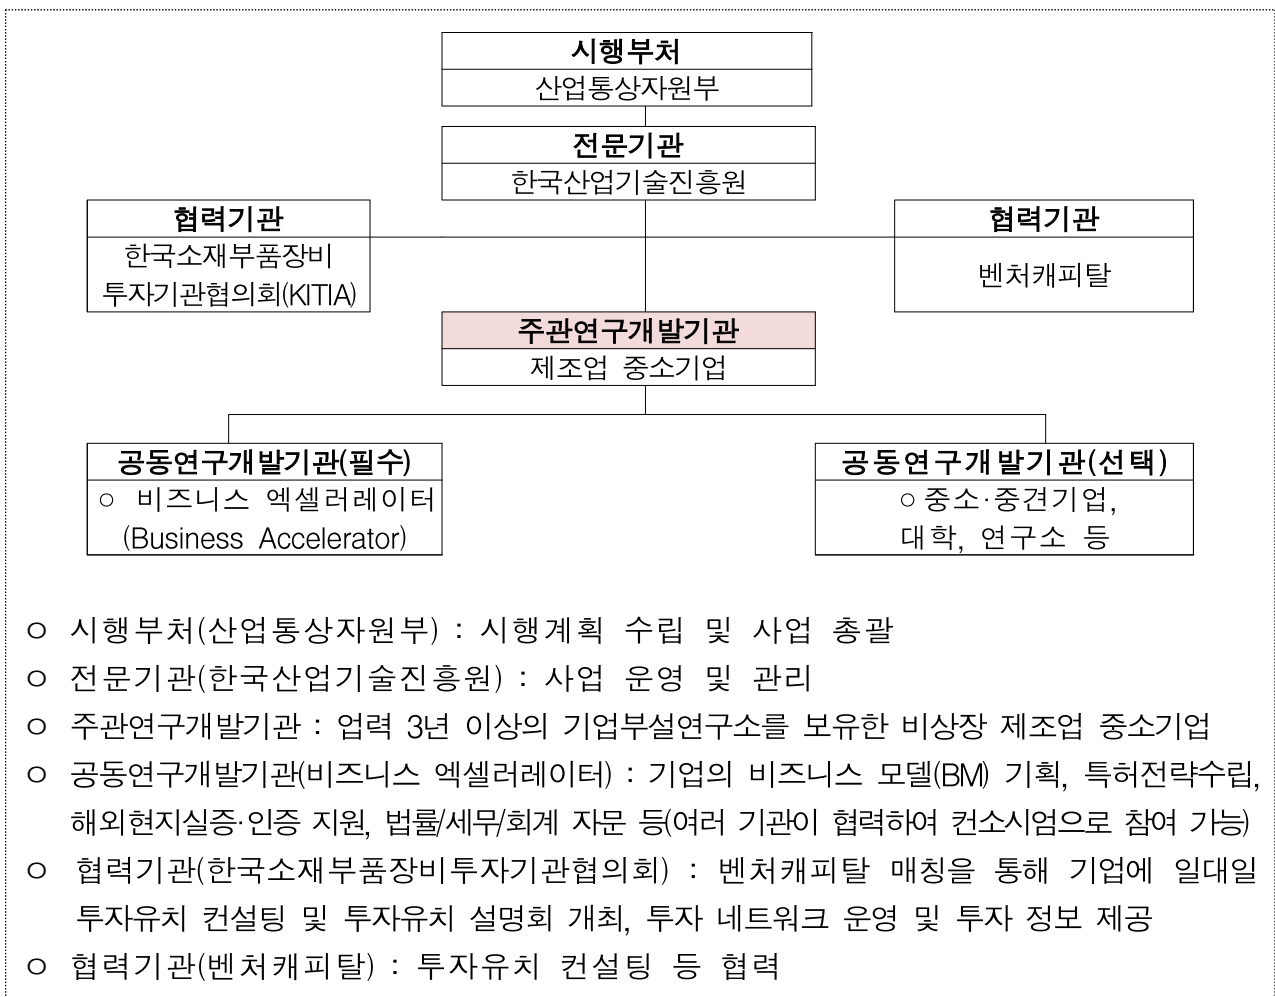 시행부처
산업통상자원부
전문기관
한국산업기술진흥원
협력기관
한국소재부품장비
투자기관협의회(KITIA)
협력기관
벤처캐피탈
주관연구개발기관
제조업 중소기업
공동연구개발기관(필수)
○ 비즈니스 엑셀러레이터
(Business Accelerator)
공동연구개발기관(선택)
○ 중소·중견기업,
대학, 연구소 등
ㅇ 시행부처(산업통상자원부) : 시행계획 수립 및 사업 총괄
ㅇ 전문기관(한국산업기술진흥원) : 사업 운영 및 관리
ㅇ 주관연구개발기관 : 업력 3년 이상의 기업부설연구소를 보유한 비상장 제조업 중소기업
ㅇ 공동연구개발기관(비즈니스 엑셀러레이터) : 기업의 비즈니스 모델(BM) 기획, 특허전략수립,
해외현지실증·인증 지원, 법률/세무/회계 자문 등(여러 기관이 협력하여 컨소시엄으로 참여 가능)
ㅇ 협력기관(한국소재부품장비투자기관협의회) : 벤처캐피탈 매칭을 통해 기업에 일대일
투자유치 컨설팅 및 투자유치 설명회 개최, 투자 네트워크 운영 및 투자 정보 제공
ㅇ 협력기관(벤처캐피탈) : 투자유치 컨설팅 등 협력